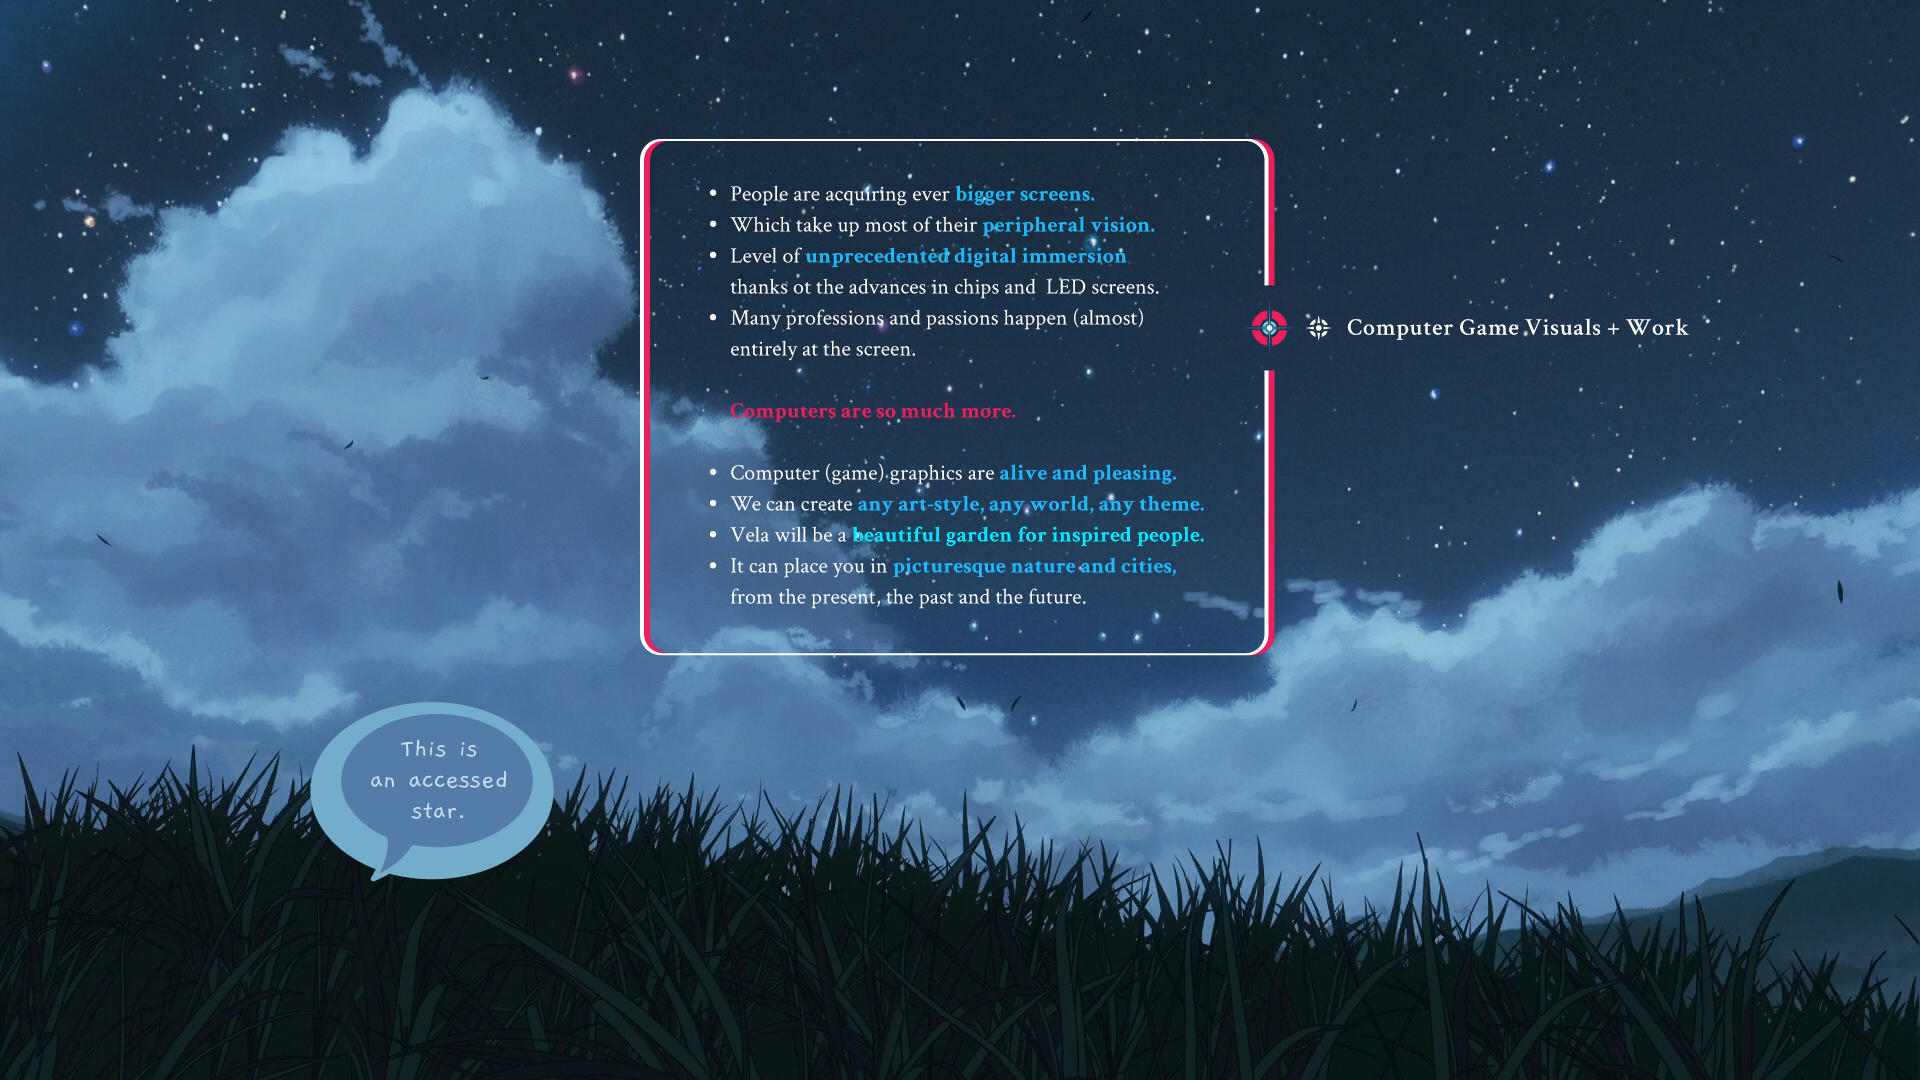 People are acquiring ever bigger screens.
Which take up most of their peripheral vision.
Level of unprecedented digital immersion
thanks ot the advances in chips and LED screens.
Many professions and passions happen (almost)
entirely at the screen.
Computers are so much more.
Computer (game) graphics are alive and pleasing.
We can create any art-style, any world, any theme.
Vela will be a beautiful garden for inspired people.
It can place you in picturesque nature and cities,
from the present, the past and the future.
Computer Game Visuals + Work
This is
an accessed
star.